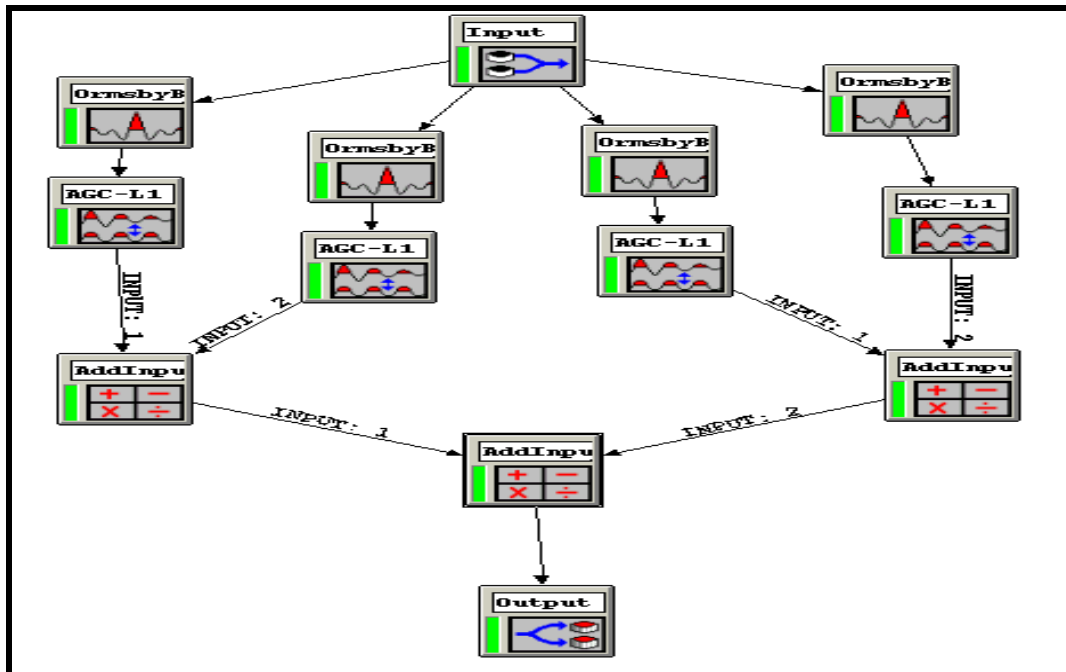 Input
OrmsbyB
OrmsbyB
OrmsbyB
OrmsbyB
AGC-L1
AGC-L1
AGC-L1
AGC-L1
INPUT: 1
INPUT: 2
INPUT: 1
INPUT: 2
AddInpu
AddInpu
INPUT: 1
INPUT: 2
AddInpu
Output